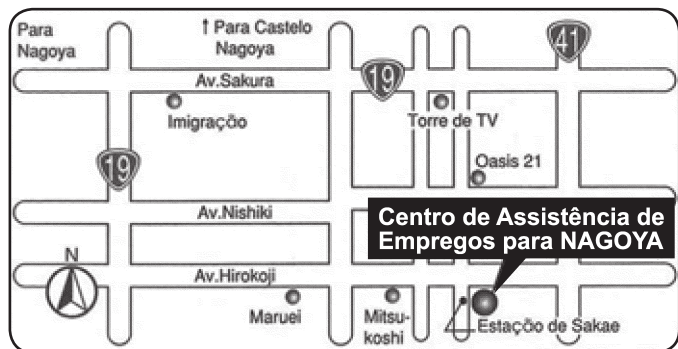 Para
Nagoya
↑ Para Castelo
Nagoya
41
19
Av.Sakura
Imigração
Torre de TV
19
Oasis 21
Av.Nishiki
Centro de Assistência de
Empregos para NAGOYA
N
Av.Hirokoji
Maruei
Mitsu-
koshi
Estação de Sakae